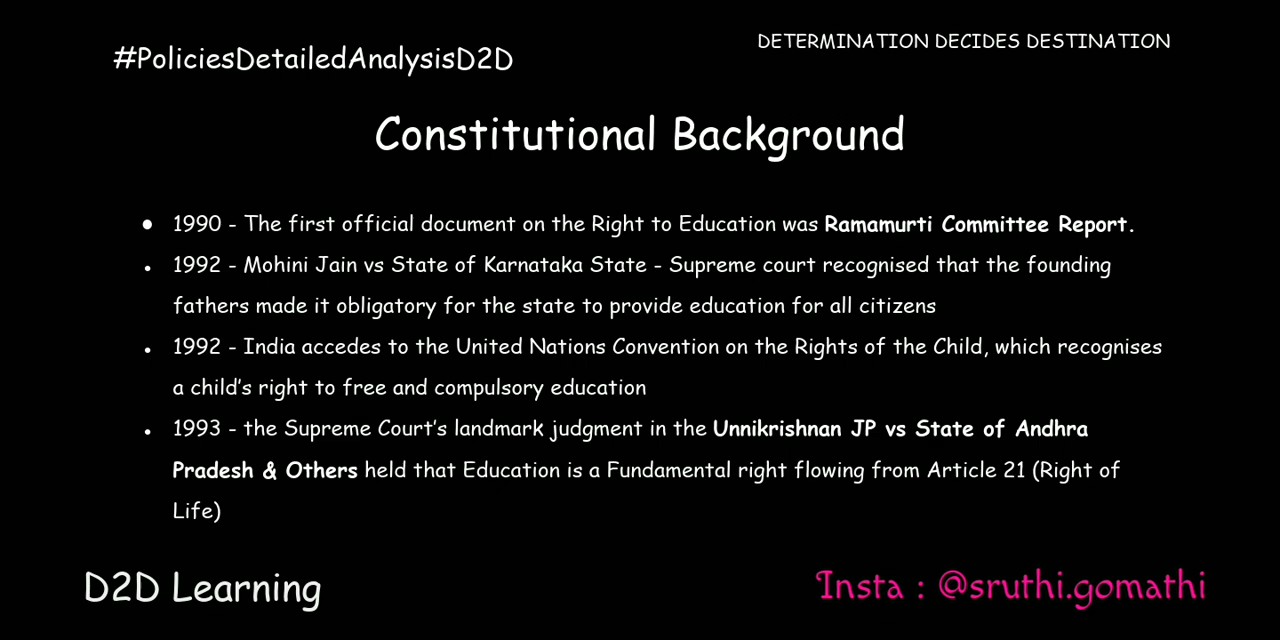 #PoliciesDetailedAnalysisD2D
DETERMINATION DECIDES DESTINATION
Constitutional Background
• 1990 - The first official document on the Right to Education was Ramamurti Committee Report.
• 1992 - Mohini Jain vs State of Karnataka State - Supreme court recognised that the founding
fathers made it obligatory for the state to provide education for all citizens
• 1992 - India accedes to the United Nations Convention on the Rights of the Child, which recognises
a child’s right to free and compulsory education
• 1993 - the Supreme Court’s landmark judgment in the Unnikrishnan JP vs State of Andhra
Pradesh & Others held that Education is a Fundamental right flowing from Article 21 (Right of
Life)
D2D Learning
Insta : @sruthi.gomathi